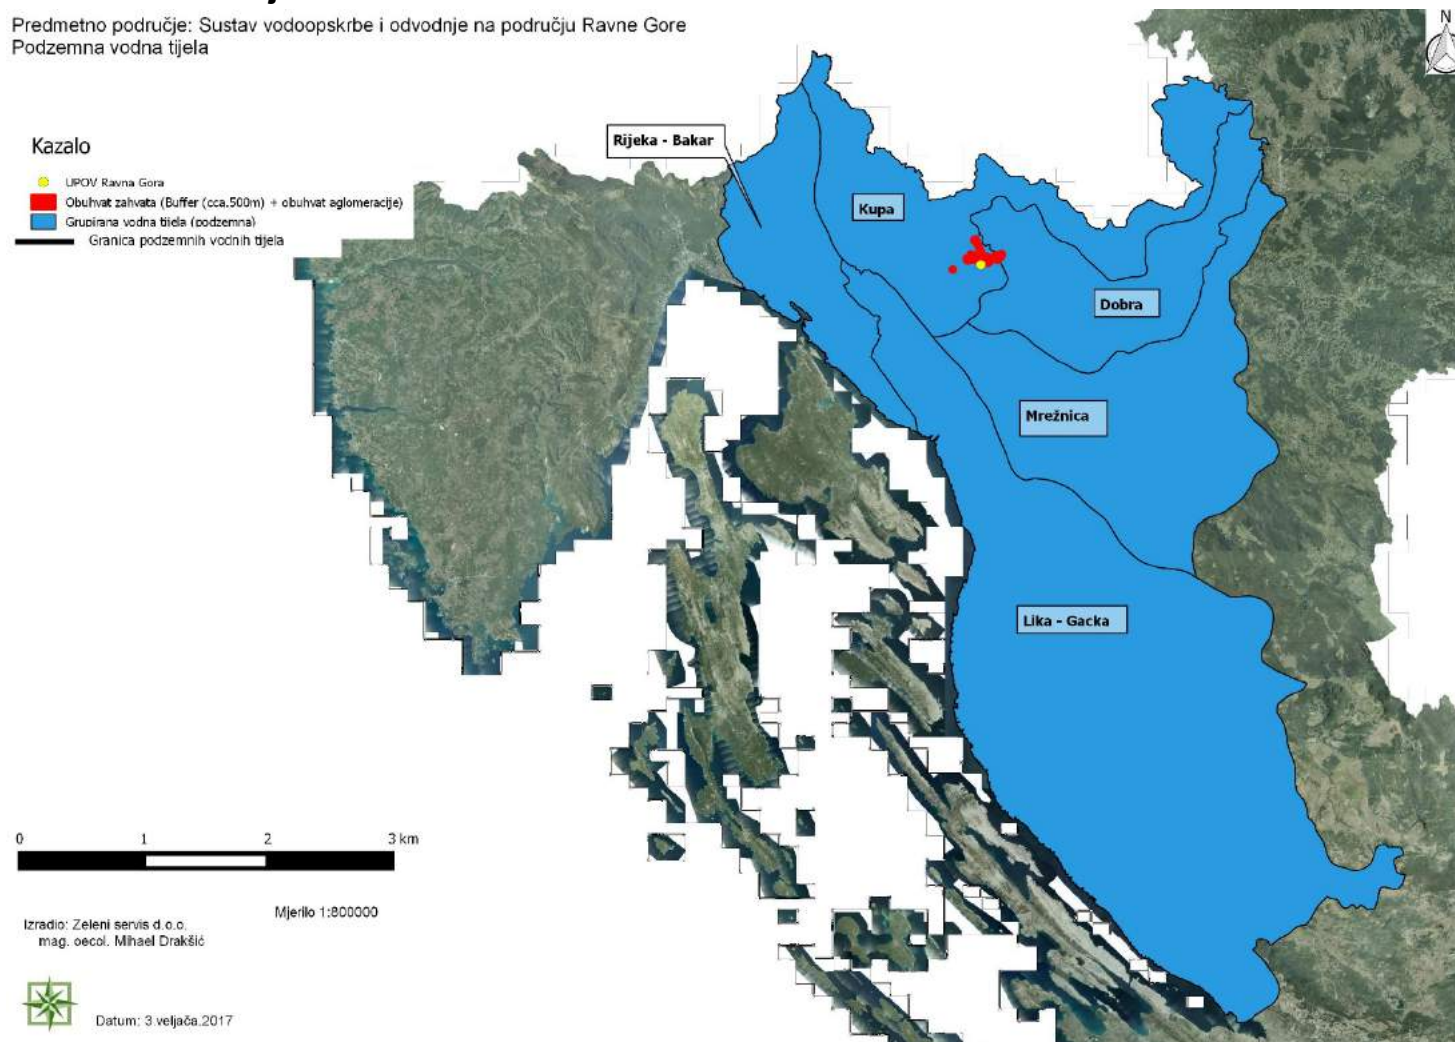 Predmetno područje: Sustav vodoopskrbe i odvodnje na području Ravne Gore
Podzemna vodna tijela
N
Kazalo
UPOV Ravna Gora
Obuhvat zahvata (Buffer (cca.500m) + obuhvat aglomeracije)
Grupirana vodna tijela (podzemna)
Granica podzemnih vodnih tijela
Rijeka - Bakar
Kupa
Dobra
Mrežnica
Lika - Gacka
0 1 2 3 km
Mjerilo 1:800000
Izradio: Zeleni servis d.o.o.
mag. oecol. Mihael Drakšić
Datum: 3.veljača.2017